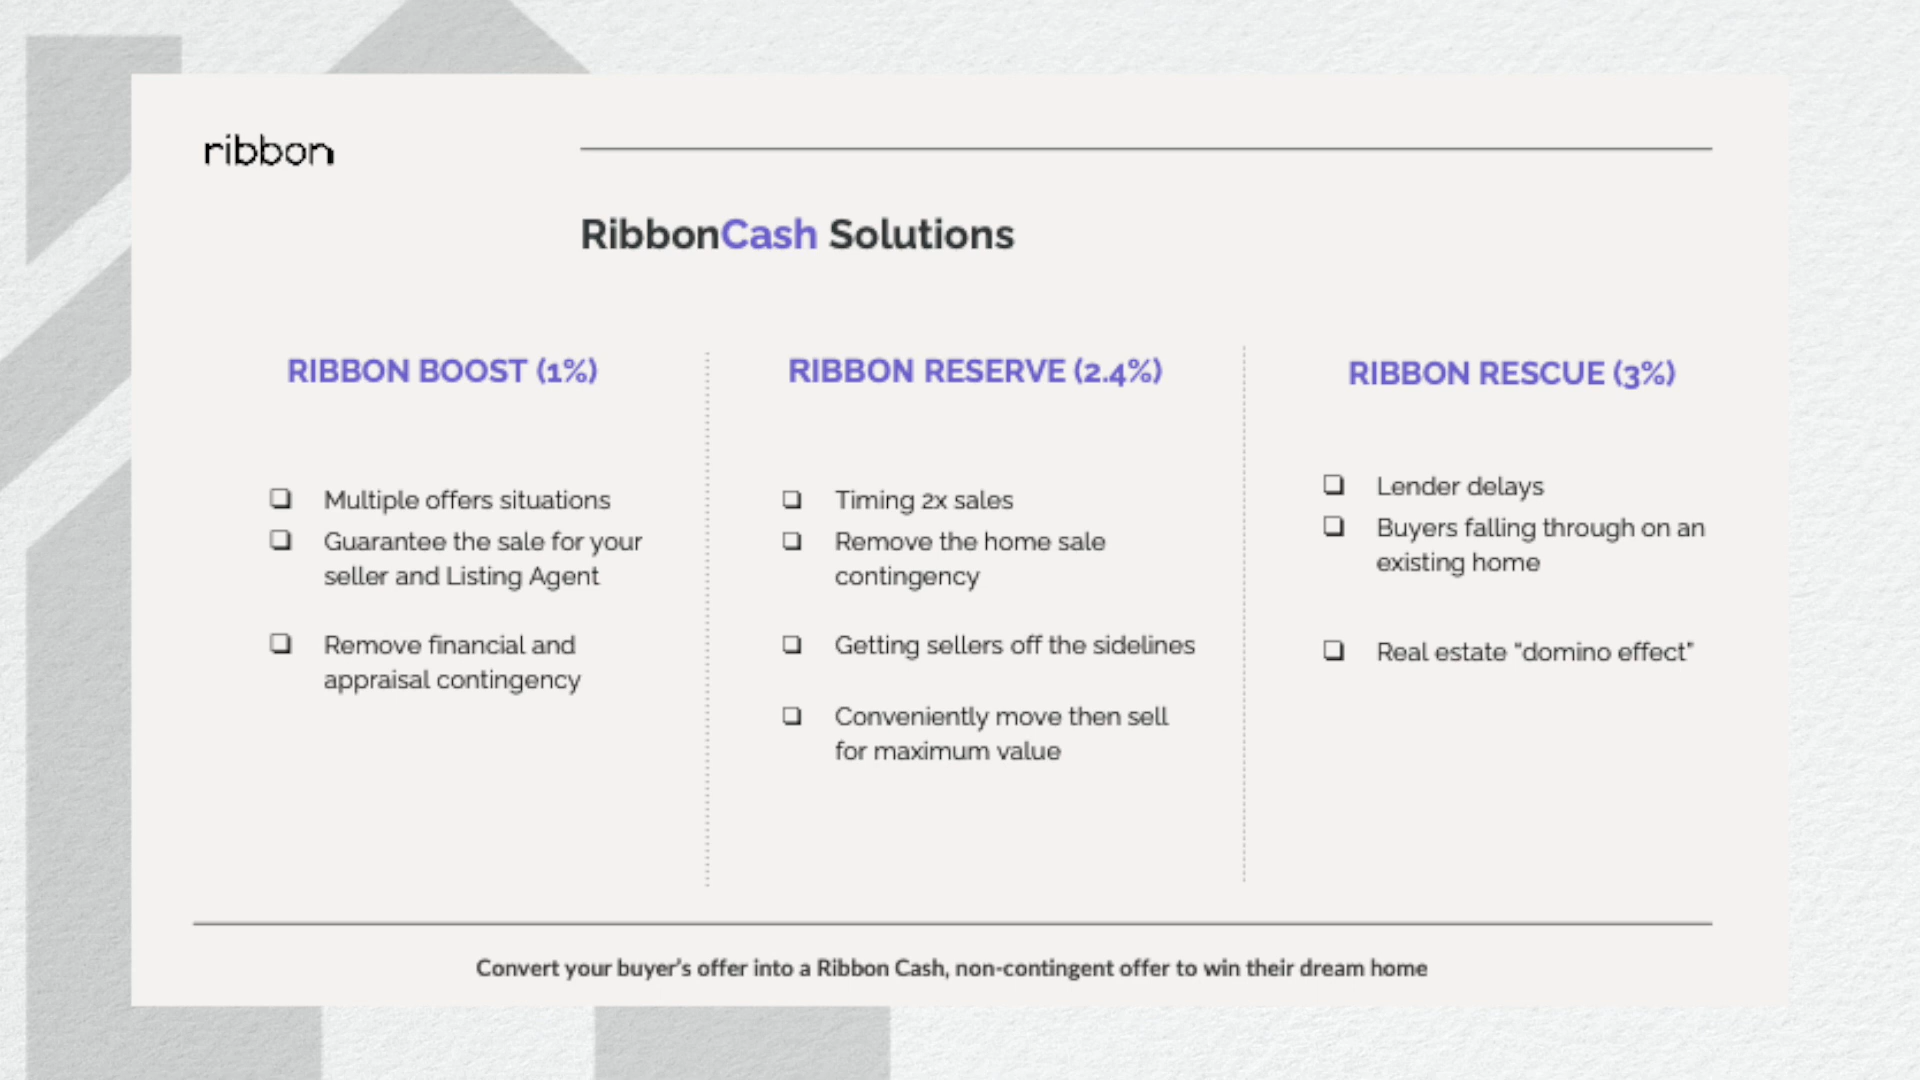 ribbon
RibbonCash Solutions
RIBBON BOOST (1%)
❏ Multiple offers situations
❏ Guarantee the sale for your
seller and Listing Agent
❏ Remove financial and
appraisal contingency
RIBBON RESERVE (2.4%)
❏ Timing 2x sales
❏ Remove the home sale
contingency
❏ Getting sellers off the sidelines
❏ Conveniently move then sell
for maximum value
RIBBON RESCUE (3%)
❏ Lender delays
❏ Buyers falling through on an
existing home
❏ Real estate “domino effect”
Convert your buyer’s offer into a Ribbon Cash, non-contingent offer to win their dream home